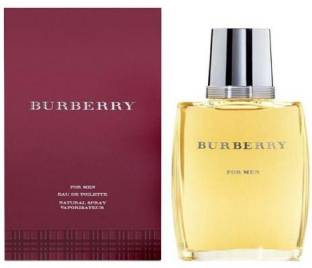 BURBERRY
FOR MEN
EAU DE TOILETTE
NATURAL SPRAY
VAPORISATEUR
BURBERRY
FOR MEN